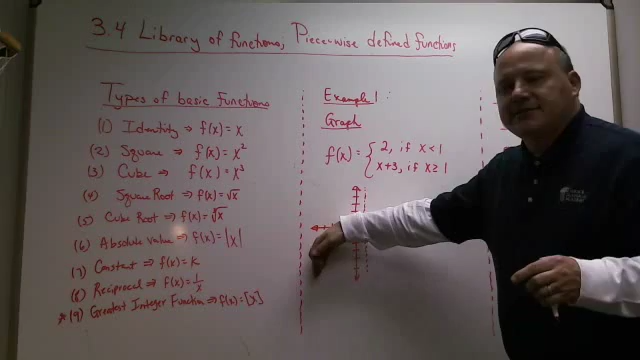 3.4 Library of functions; Piece-wise defined functions
Types of basic Functions
(1) Identity ⇒ f(x) = x
(2) Square ⇒ f(x) = x²
(3) Cube ⇒ f(x) = x³
(4) Square Root ⇒ f(x) = √x
(5) Cube Root ⇒ f(x) = ∛x
(6) Absolute Value ⇒ f(x) = |x|
(7) Constant ⇒ f(x) = K
(8) Reciprocal ⇒ f(x) = 1/x
*(9) Greatest Integer Function ⇒ f(x) = [x]
Example 1:
Graph
f(x) = { 2, if x < 1
x+3, if x ≥ 1